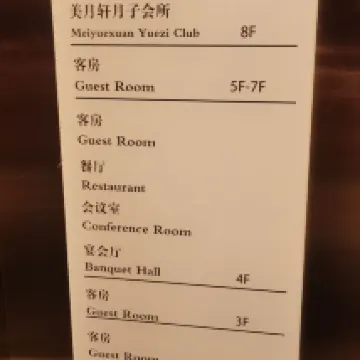 美月轩月子会所
Meiyuexuan Yuezi Club 8F
客房
Guest Room 5F-7F
客房
Guest Room
餐厅
Restaurant
会议室
Conference Room
宴会厅
Banquet Hall 4F
客房
Guest Room 3F
客房
Guest Room